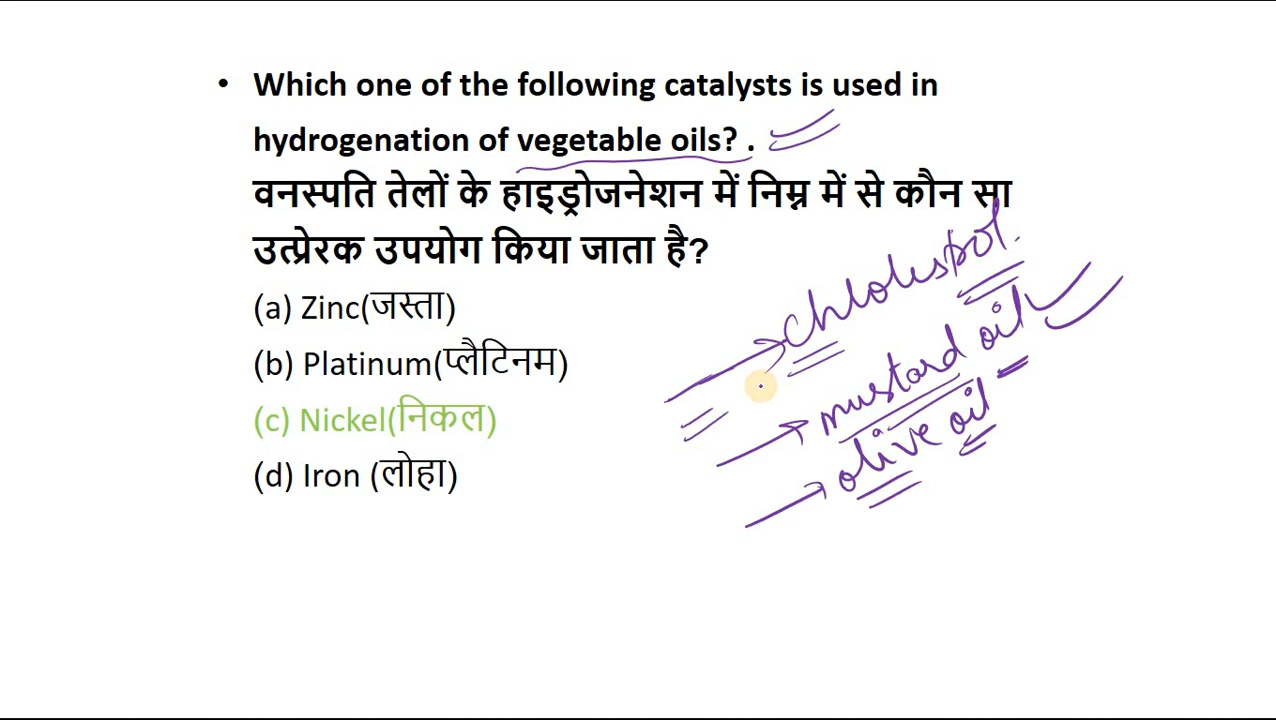 • Which one of the following catalysts is used in
hydrogenation of vegetable oils? .
वनस्पति तेलों के हाइड्रोजनेशन में निम्न में से कौन सा
उत्प्रेरक उपयोग किया जाता है?
(a) Zinc(जस्ता)
(b) Platinum(प्लैटिनम)
(c) Nickel(निकल)
(d) Iron (लोहा)
mustard oil
olive oil